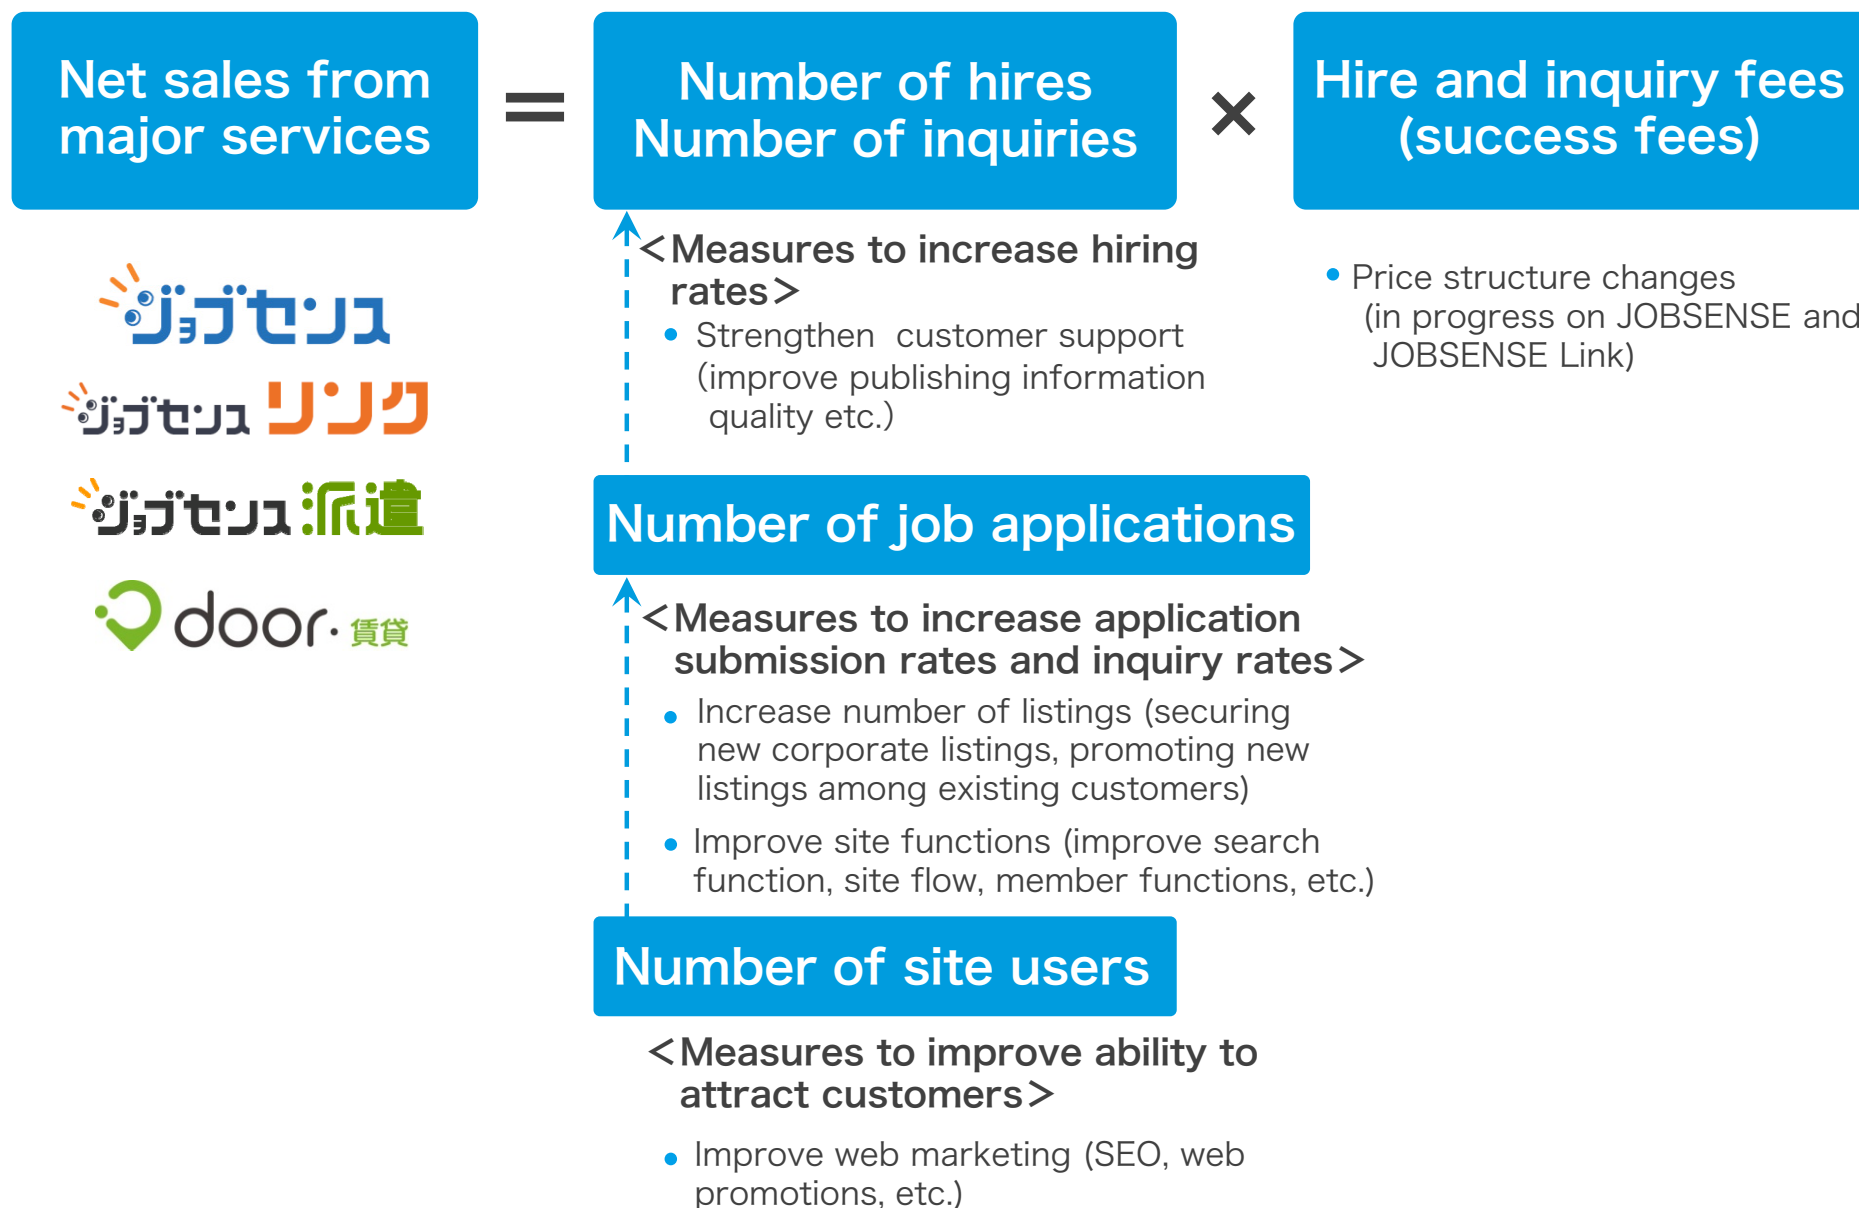 Net sales from
major services
=
Number of hires
Number of inquiries
×
Hire and inquiry fees
(success fees)
ジョブセンス
ジョブセンス リンク
ジョブセンス 派遣
door. 賃貸
<Measures to increase hiring
rates>
• Strengthen customer support
(improve publishing information
quality etc.)
• Price structure changes
(in progress on JOBSENSE and
JOBSENSE Link)
Number of job applications
<Measures to increase application
submission rates and inquiry rates>
• Increase number of listings (securing
new corporate listings, promoting new
listings among existing customers)
• Improve site functions (improve search
function, site flow, member functions, etc.)
Number of site users
<Measures to improve ability to
attract customers>
• Improve web marketing (SEO, web
promotions, etc.)